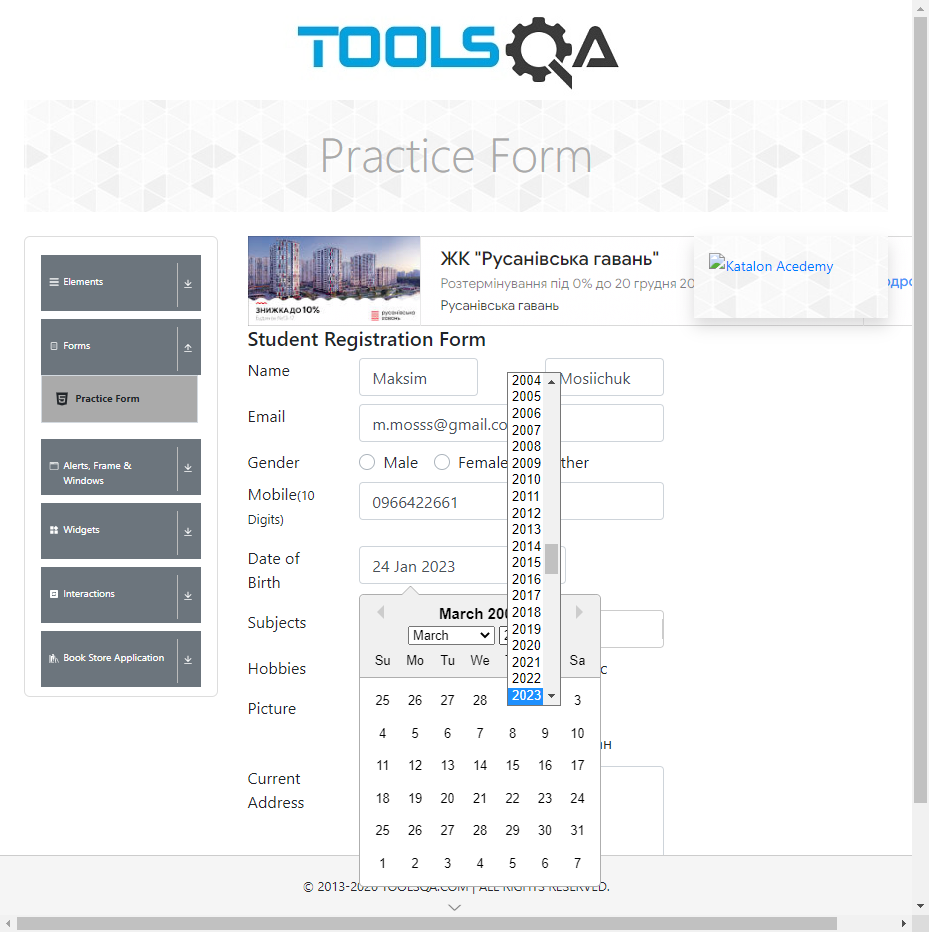 TOOLSQA
Practice Form
Elements
Forms
Practice Form
Alerts, Frame &
Windows
Widgets
Interactions
Book Store Application
ЗНИЖКА ДО 10%
русанівська
гавань
ЖК "Русанівська гавань"
Розтермінування під 0% до 20 грудня 20
Русанівська гавань
Katalon Acedemy
Student Registration Form
Name
Maksim
Mosiichuk
Email
m.mosss@gmail.co
Gender
Male
Female
ther
Mobile(10
Digits)
0966422661
Date of
Birth
24 Jan 2023
March 200
March
Su Mo Tu We Sa
25 26 27 28 3
4 5 6 7 8 9 10
11 12 13 14 15 16 17
18 19 20 21 22 23 24
25 26 27 28 29 30 31
1 2 3 4 5 6 7
2004
2005
2006
2007
2008
2009
2010
2011
2012
2013
2014
2015
2016
2017
2018
2019
2020
2021
2022
2023
Subjects
Hobbies
c
Picture
ан
Current
Address
© 2013-2020 TOOLSQA.COM | ALL RIGHTS RESERVED.